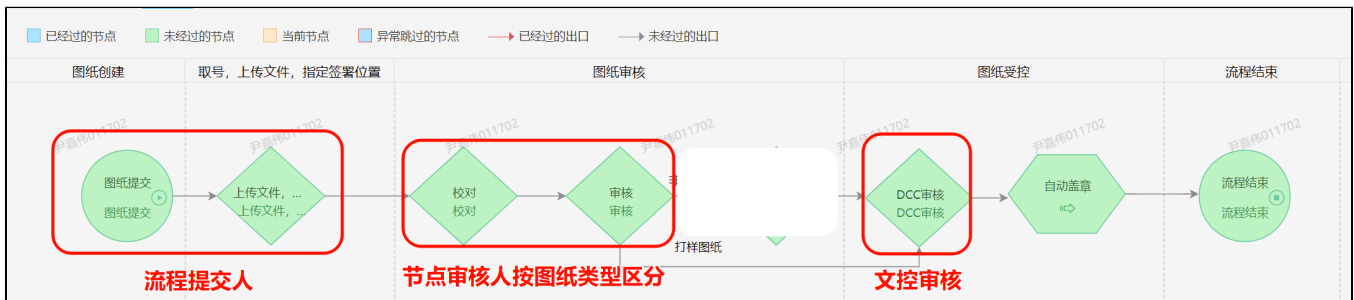 已经过的节点
未经过的节点
当前节点
异常跳过的节点
已经过的出口
未经过的出口
图纸创建
取号，上传文件，指定签署位置
图纸审核
图纸受控
流程结束
尹嘉伟011702
尹嘉伟011702
尹嘉伟011702
尹嘉伟011702
尹嘉伟011702
尹嘉伟011702
尹嘉伟011702
图纸提交
图纸提交
上传文件，...
上传文件，...
校对
校对
审核
审核
打样图纸
DCC审核
DCC审核
自动盖章
流程结束
流程结束
流程提交人
节点审核人按图纸类型区分
文控审核